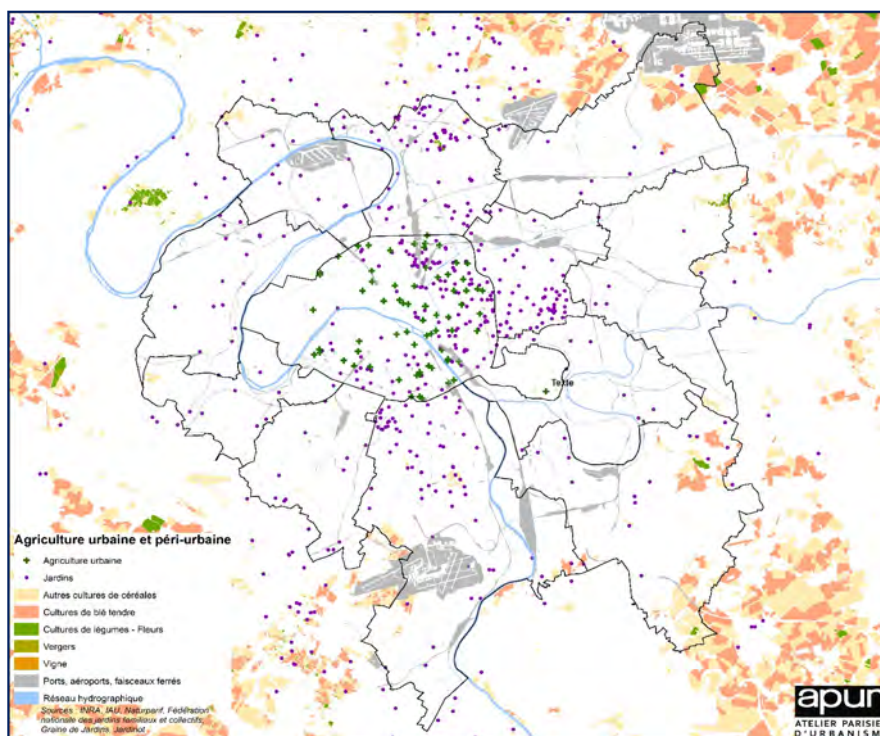 Texte
Agriculture urbaine et péri-urbaine
Agriculture urbaine
Jardins
Autres cultures de céréales
Cultures de blé tendre
Cultures de légumes - Fleurs
Vergers
Vigne
Ports, aéroports, faisceaux ferrés
Réseau hydrographique
Sources : INRA, IAU, Naturparif, Fédération
nationale des jardins familiaux et collectifs,
Graine de Jardins, Jardinot
apur
ATELIER PARISIE
D'URBANISM